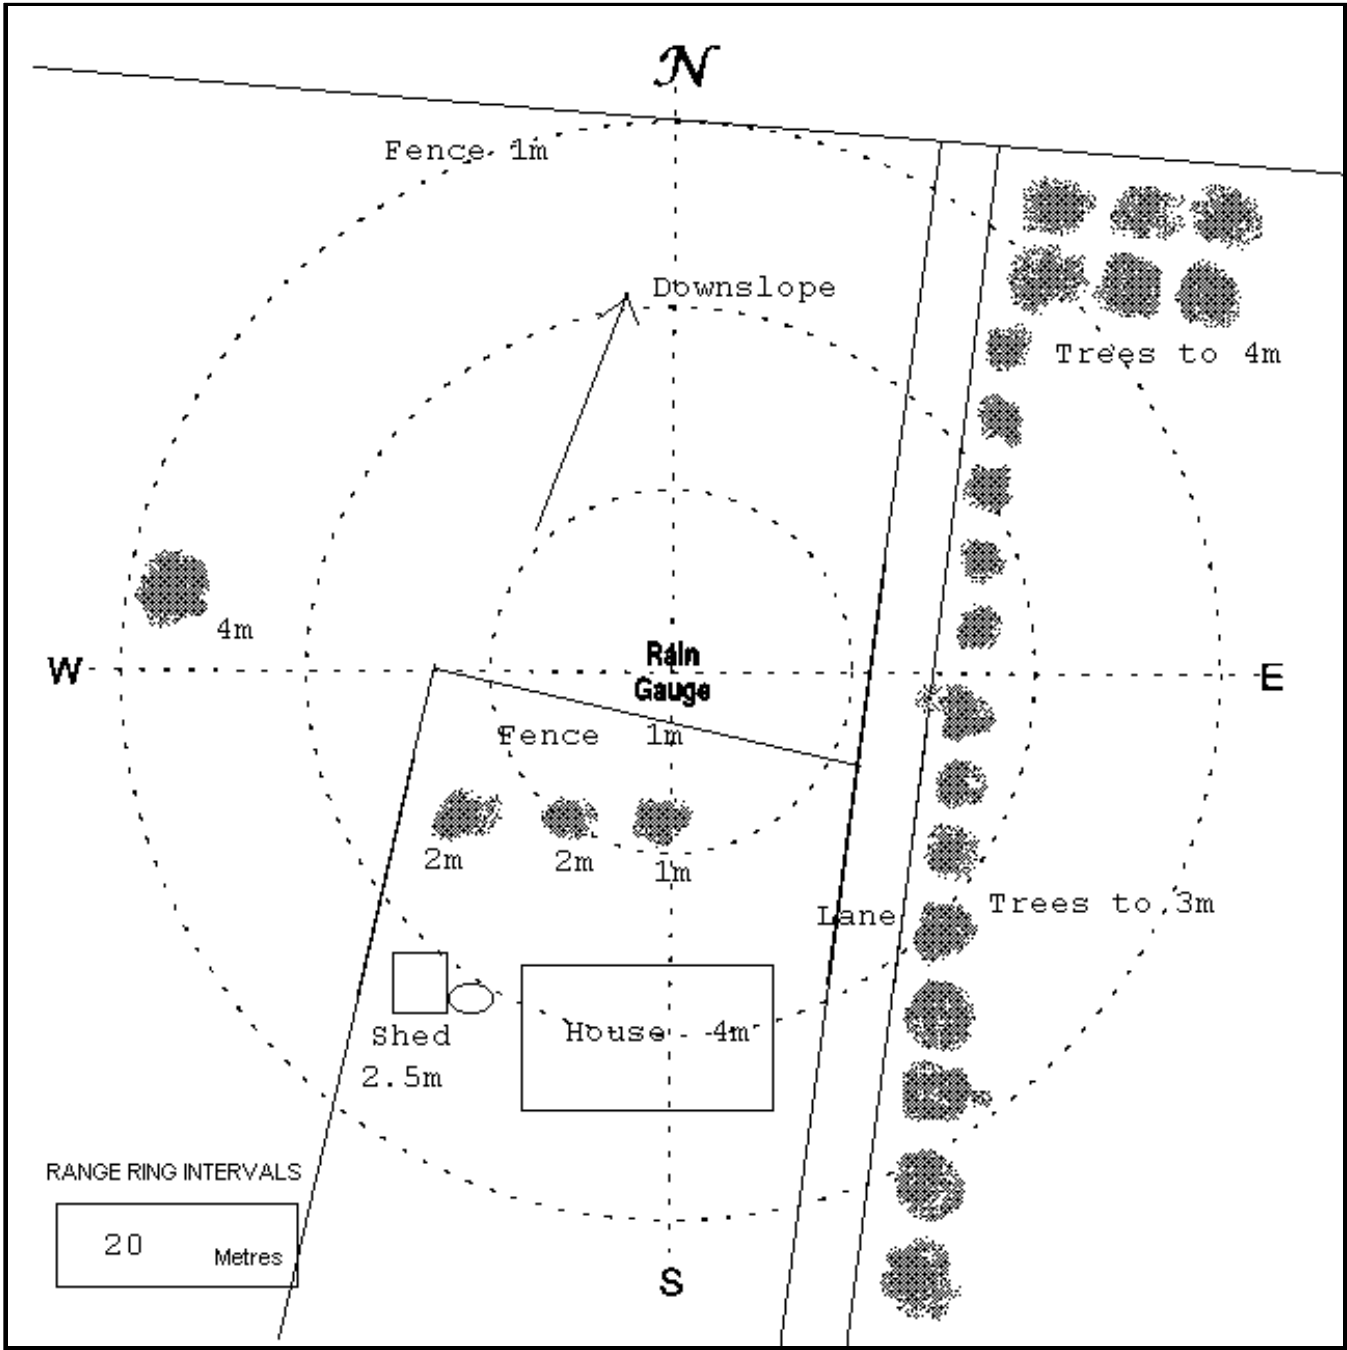 N
Fence 1m
Downslope
Trees to 4m
4m
W
Rain
Gauge
E
Fence 1m
2m
2m
1m
Lane
Trees to 3m
House 4m
Shed
2.5m
RANGE RING INTERVALS
20 Metres
S